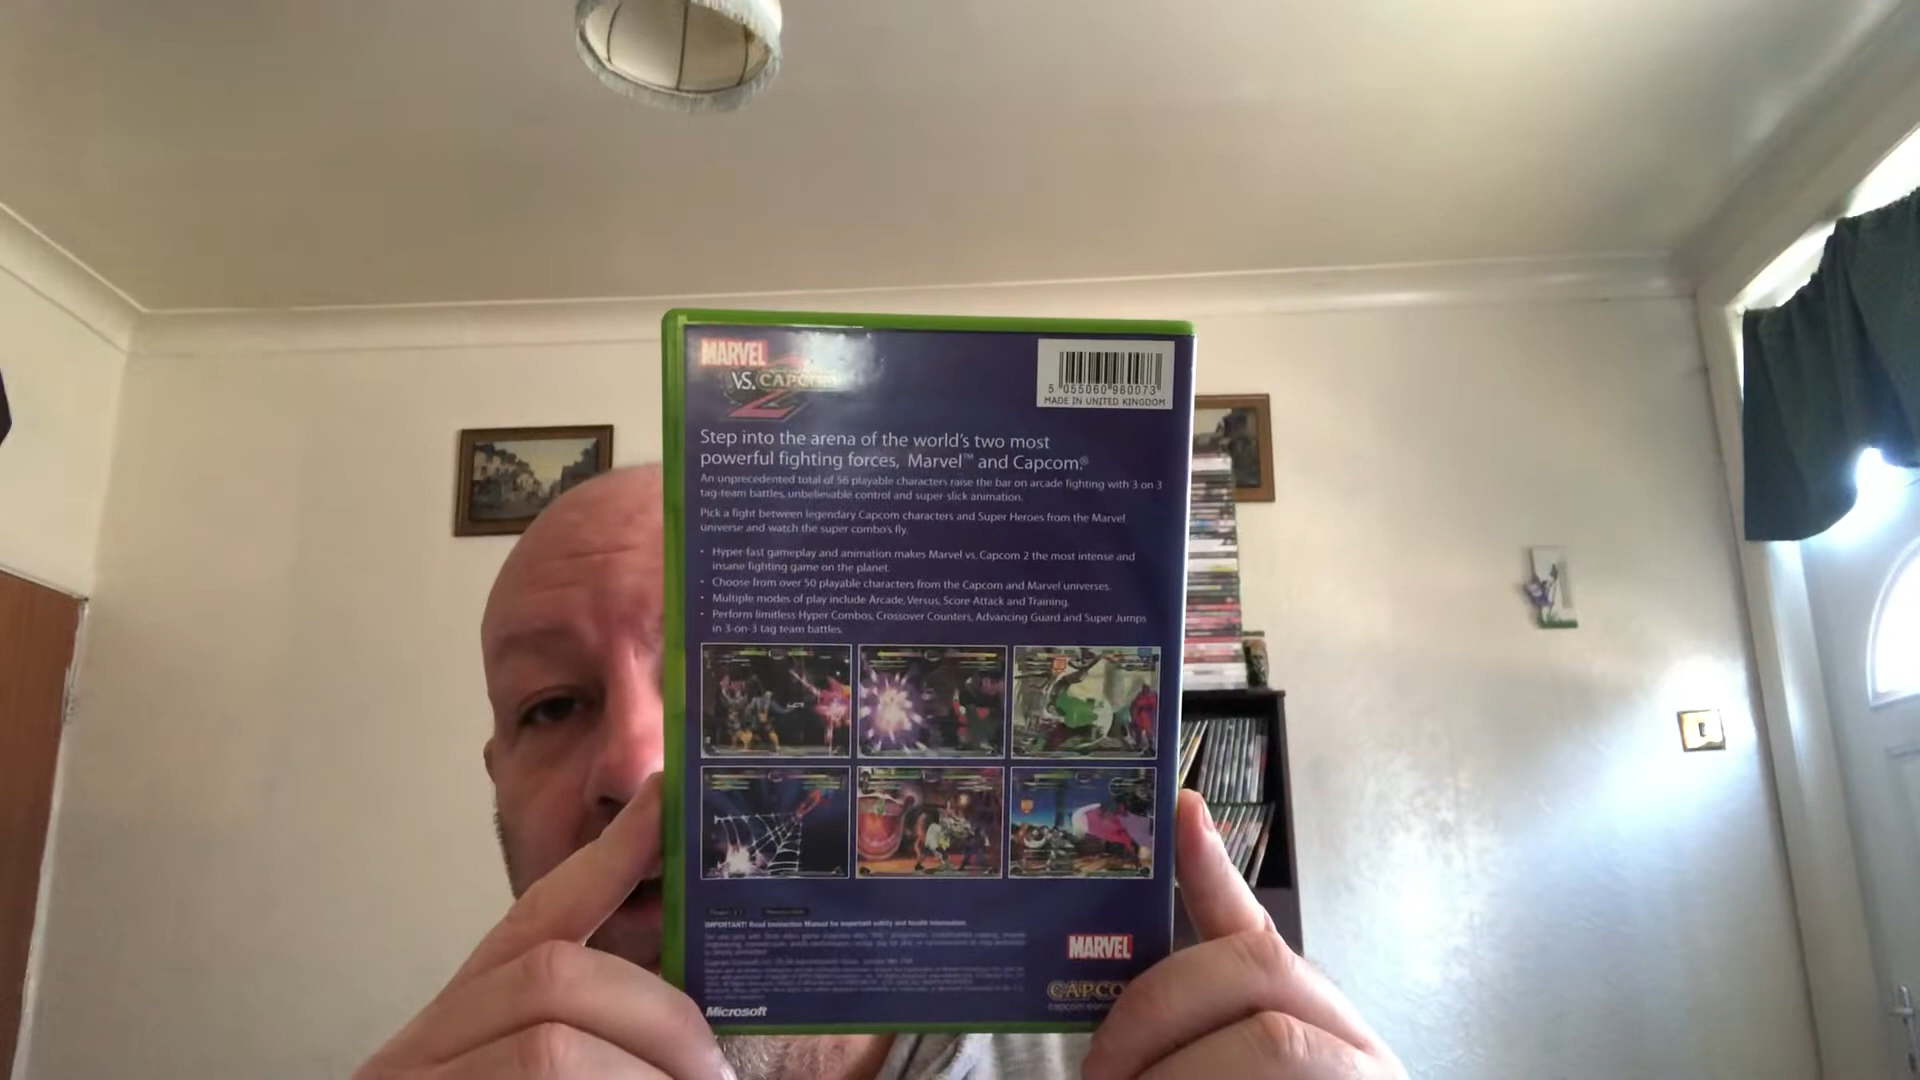 MARVEL
VS. CAPCOM
2
5 055060 960073
MADE IN UNITED KINGDOM
Step into the arena of the world's two most
powerful fighting forces, Marvel™ and Capcom.®
An unprecedented total of 56 playable characters raise the bar on arcade fighting with 3 on 3
tag-team battles, unbelievable control and super-slick animation.
Pick a fight between legendary Capcom characters and Super Heroes from the Marvel
universe and watch the super combo's fly.
• Hyper-fast gameplay and animation makes Marvel vs. Capcom 2 the most intense and
insane fighting game on the planet.
• Choose from over 50 playable characters from the Capcom and Marvel universes.
• Multiple modes of play include Arcade, Versus, Score Attack and Training.
• Perform limitless Hyper Combos, Crossover Counters, Advancing Guard and Super Jumps
in 3-on-3 tag team battles.
IMPORTANT! Read Instruction Manual for important safety and health information.
MARVEL
CAPCO
Microsoft